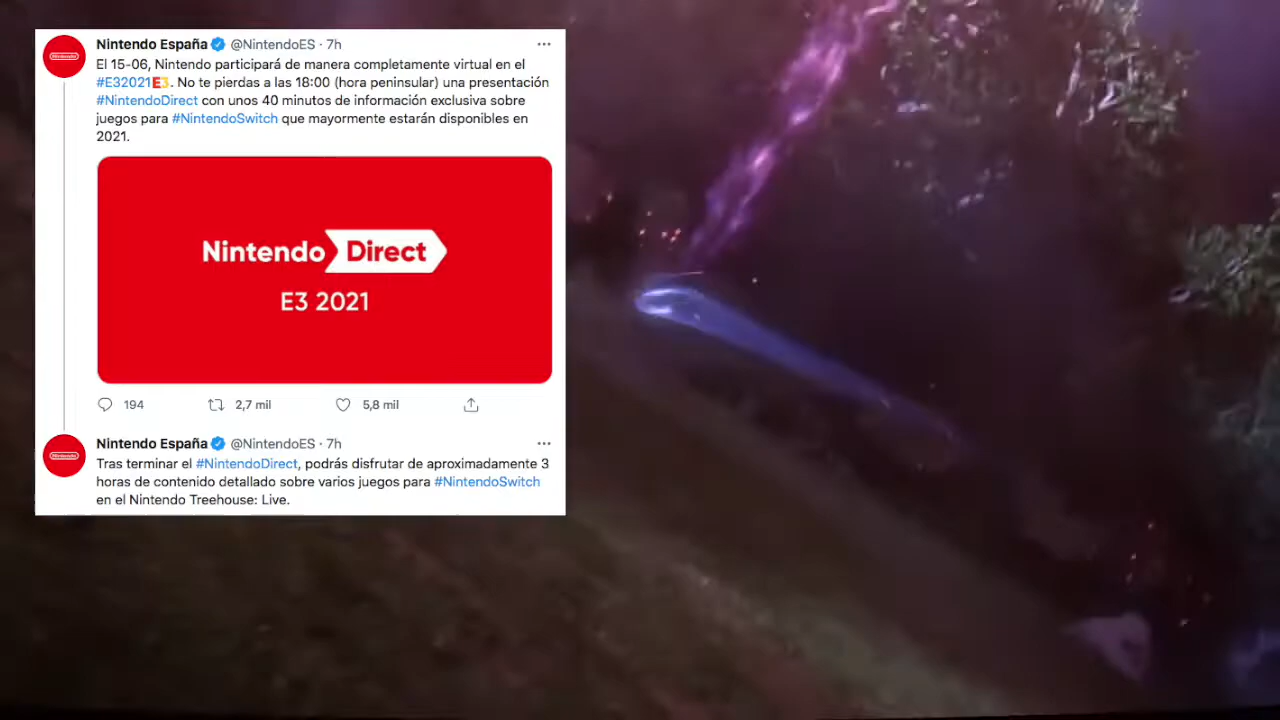 Nintendo España @NintendoES · 7h
El 15-06, Nintendo participará de manera completamente virtual en el
#E32021E3. No te pierdas a las 18:00 (hora peninsular) una presentación
#NintendoDirect con unos 40 minutos de información exclusiva sobre
juegos para #NintendoSwitch que mayormente estarán disponibles en
2021.
Nintendo Direct
E3 2021
194 2,7 mil 5,8 mil
Nintendo España @NintendoES · 7h
Tras terminar el #NintendoDirect, podrás disfrutar de aproximadamente 3
horas de contenido detallado sobre varios juegos para #NintendoSwitch
en el Nintendo Treehouse: Live.